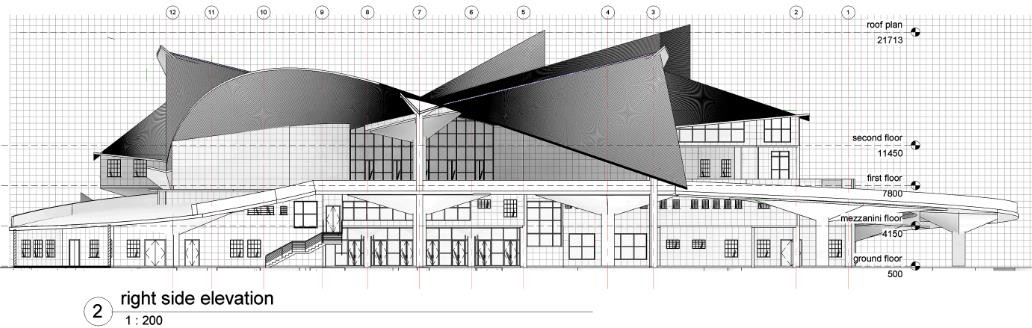 12 11 10 9 8 7 6 5 4 3 2 1
roof plan
21713
second floor
11450
first floor
7800
mezzanini floor
4150
ground floor
500
2 right side elevation
1 : 200